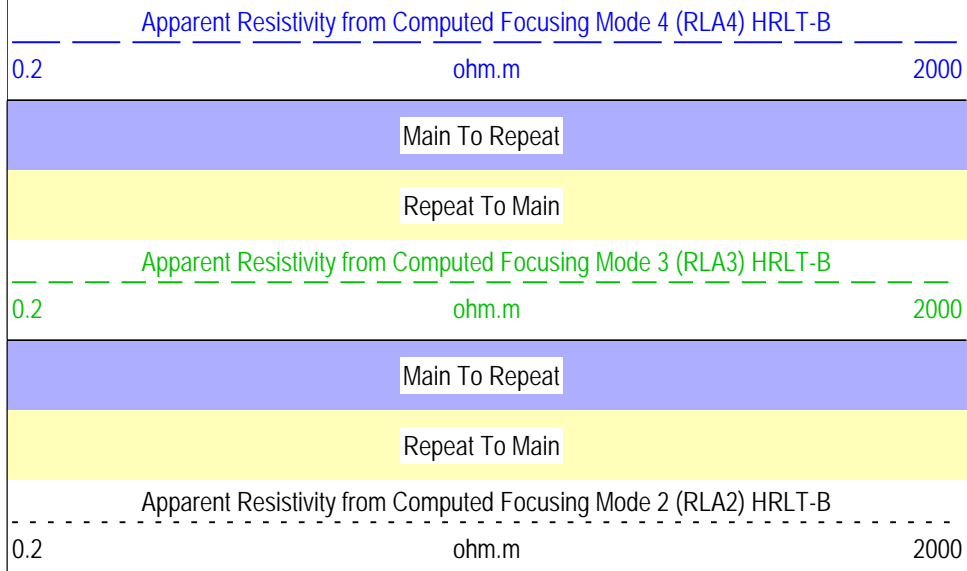 Apparent Resistivity from Computed Focusing Mode 4 (RLA4) HRLT-B
0.2 ohm.m 2000
Main To Repeat
Repeat To Main
Apparent Resistivity from Computed Focusing Mode 3 (RLA3) HRLT-B
0.2 ohm.m 2000
Main To Repeat
Repeat To Main
Apparent Resistivity from Computed Focusing Mode 2 (RLA2) HRLT-B
0.2 ohm.m 2000